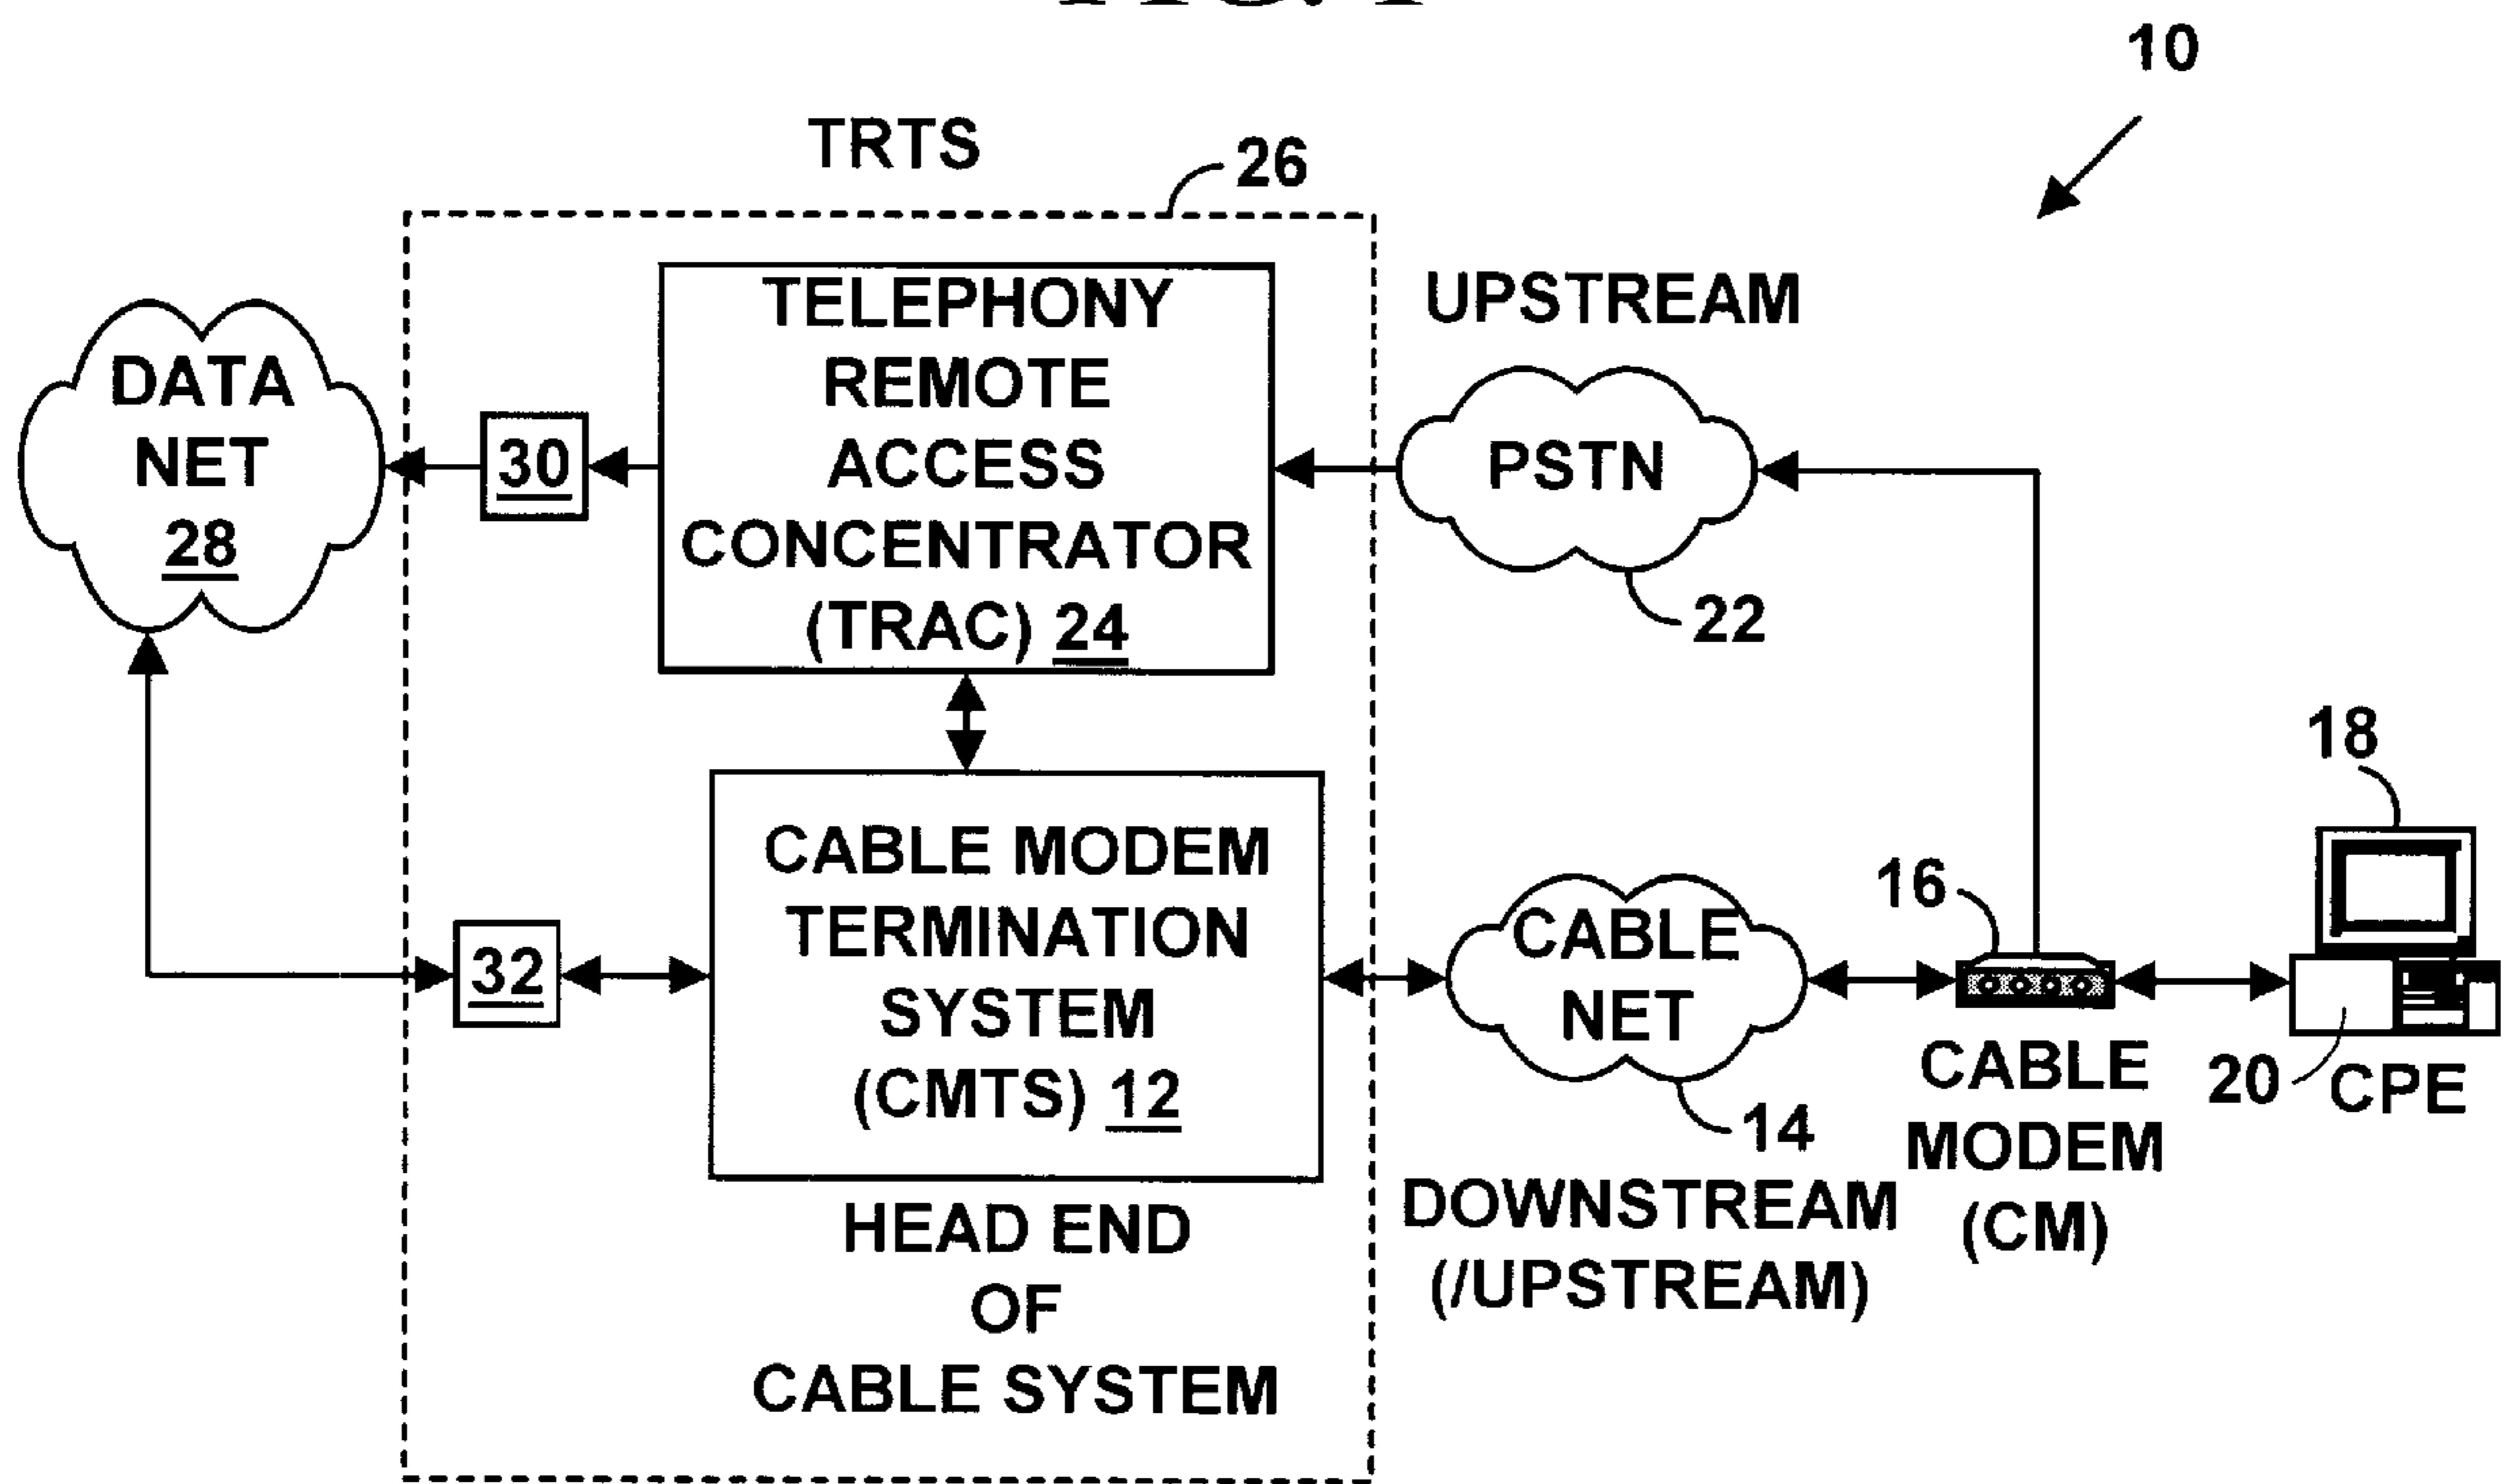 10
TRTS
26
TELEPHONY
REMOTE
ACCESS
CONCENTRATOR
(TRAC) 24
UPSTREAM
DATA
NET
28
30
PSTN
22
18
CABLE MODEM
TERMINATION
SYSTEM
(CMTS) 12
32
CABLE
NET
14
16
20
CPE
CABLE
MODEM
(CM)
DOWNSTREAM
(/UPSTREAM)
HEAD END
OF
CABLE SYSTEM